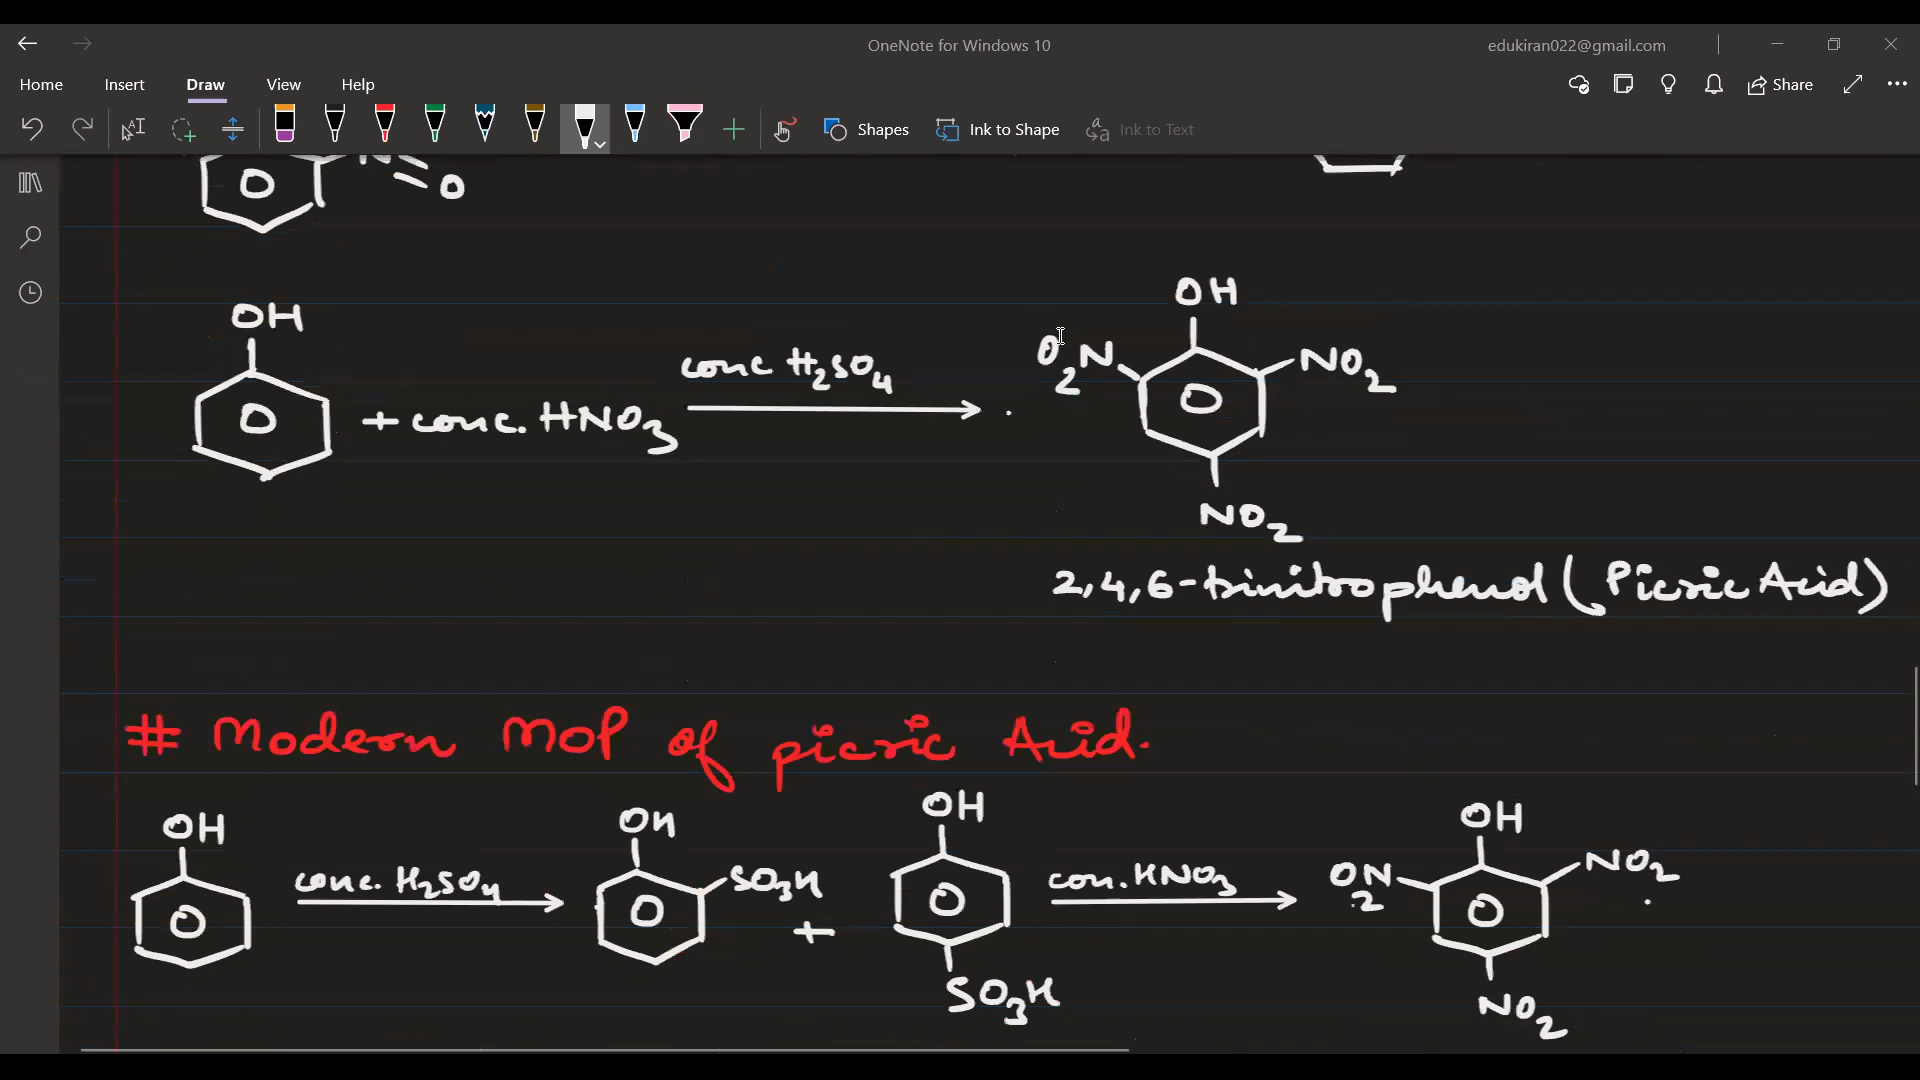 OneNote for Windows 10
edukiran022@gmail.com
Home Insert Draw View Help
Share
Shapes Ink to Shape Ink to Text
O
OH
OH
O2N NO2
conc H2SO4
+ conc. HNO3
NO2
2,4,6-trinitrophenol (Picric Acid)
# Modern MOP of picric Acid.
OH OH OH OH
conc. H2SO4 SO3H con. HNO3 O2N NO2
+
SO3H NO2